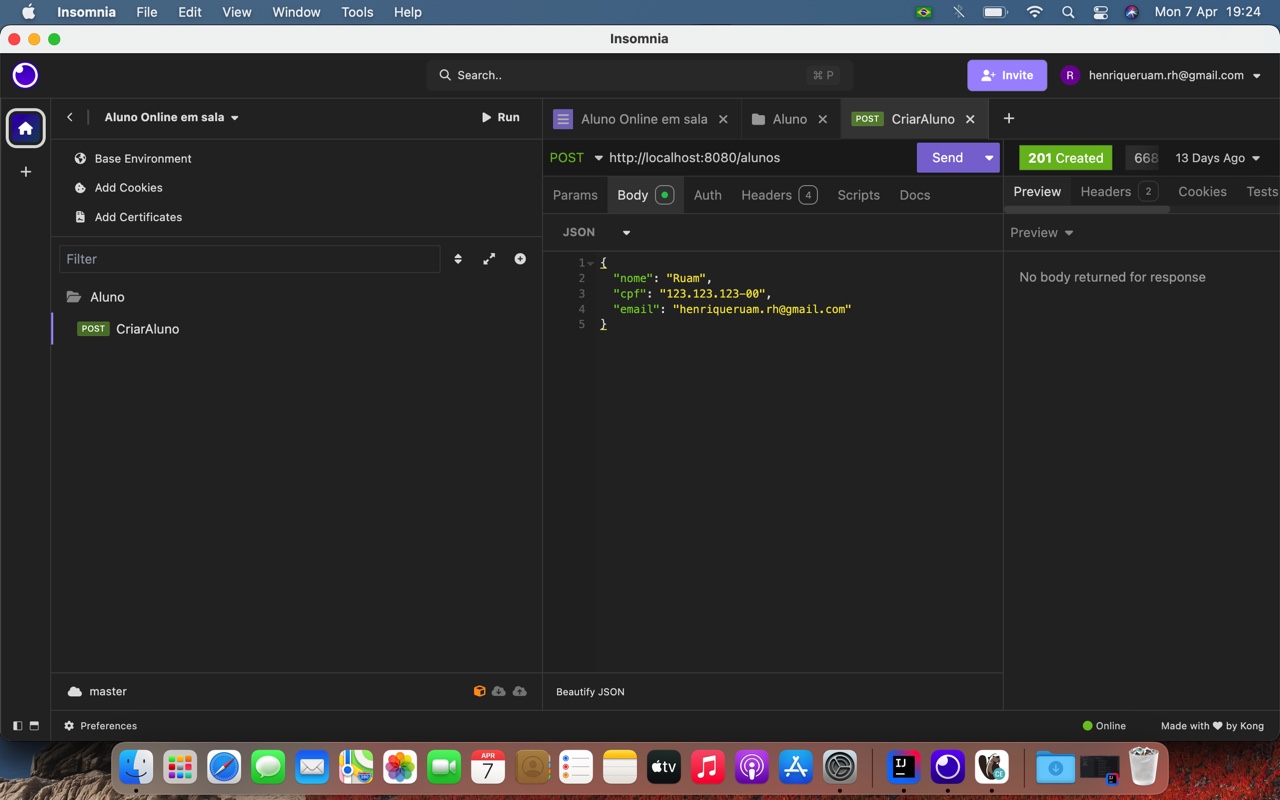 Insomnia File Edit View Window Tools Help Mon 7 Apr 19:24
Insomnia
Search.. ⌘ P Invite R henriqueruam.rh@gmail.com
Aluno Online em sala Run
Aluno Online em sala Aluno POST CriarAluno
Base Environment
Add Cookies
Add Certificates
POST http://localhost:8080/alunos Send 201 Created 668 13 Days Ago
Params Body Auth Headers 4 Scripts Docs
Preview Headers 2 Cookies Tests
JSON
Preview
Filter
Aluno
POST CriarAluno
1 {
2 "nome": "Ruam",
3 "cpf": "123.123.123-00",
4 "email": "henriqueruam.rh@gmail.com"
5 }
No body returned for response
master
Beautify JSON
Preferences
Online Made with by Kong
APR
7
tv
IJ
CE